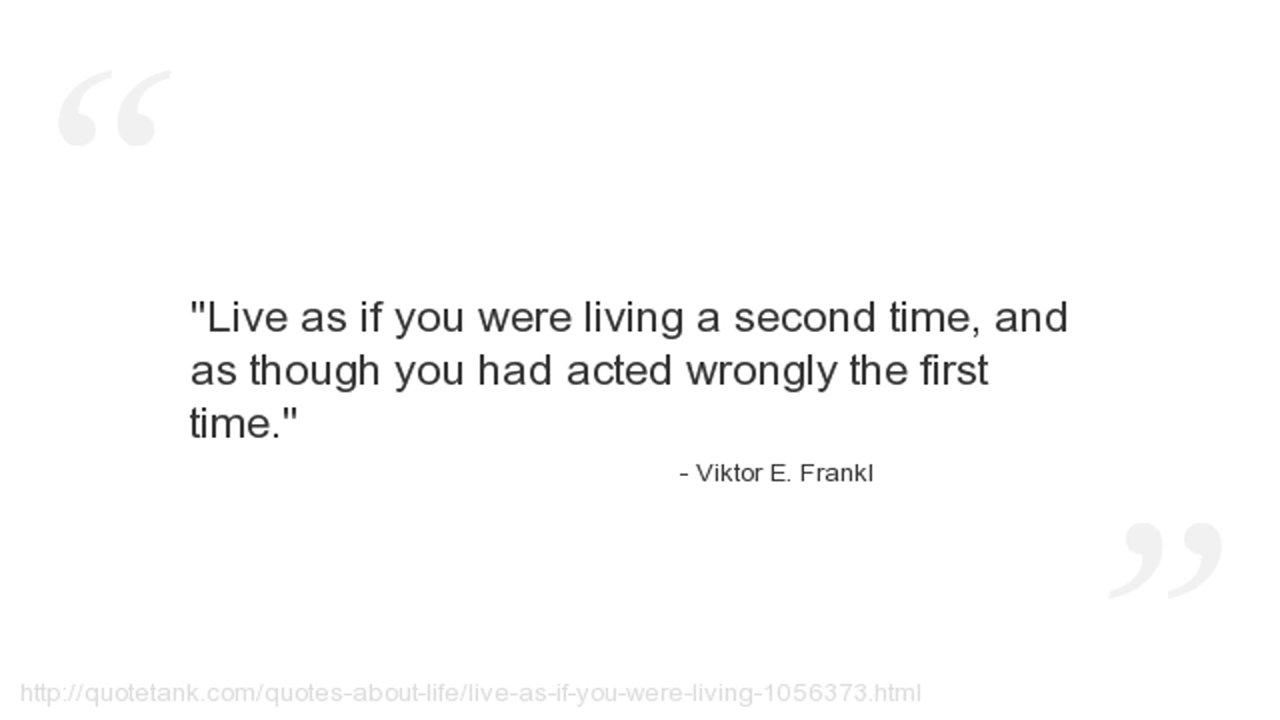 "Live as if you were living a second time, and
as though you had acted wrongly the first
time."
- Viktor E. Frankl
http://quotetank.com/quotes-about-life/live-as-if-you-were-living-1056373.html